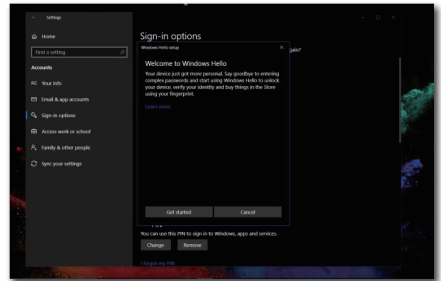 Settings
Home
Find a setting
Accounts
Your info
Email & app accounts
Sign-in options
Access work or school
Family & other people
Sync your settings
Sign-in options
Windows Hello setup
Welcome to Windows Hello
Your device just got more personal. Say goodbye to entering
complex passwords and start using Windows Hello to unlock
your device, verify your identity and buy things in the Store
using your fingerprint.
Learn more
Get started
Cancel
You can use this PIN to sign in to Windows, apps and services.
Change
Remove
I forgot my PIN